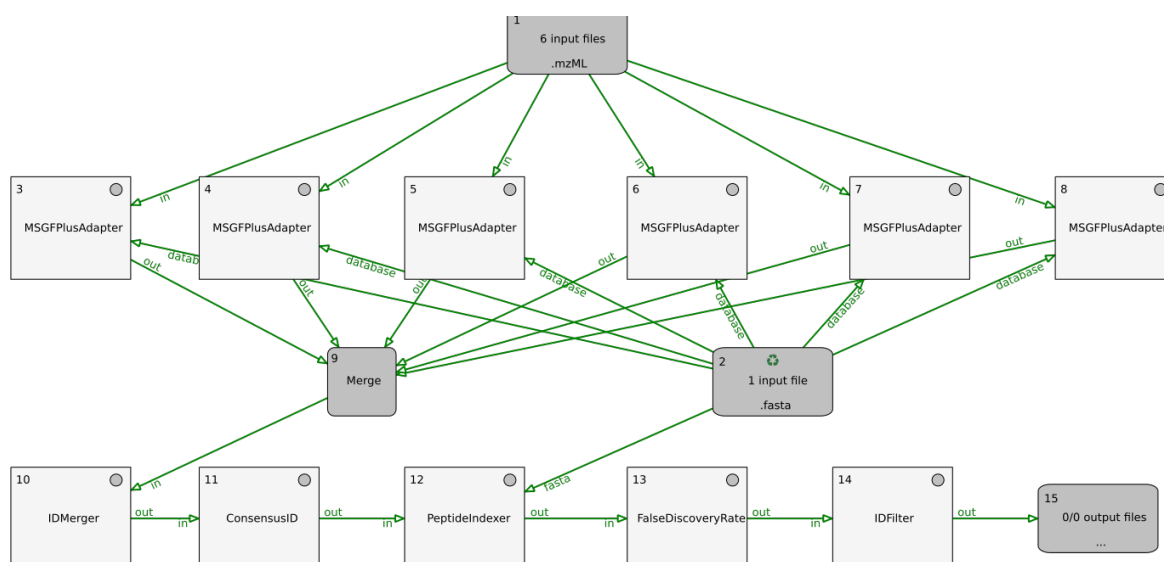 1
6 input files
.mzML
in
in
in
in
in
in
3
MSGFPlusAdapter
4
MSGFPlusAdapter
5
MSGFPlusAdapter
6
MSGFPlusAdapter
7
MSGFPlusAdapter
8
MSGFPlusAdapter
out
database
out
database
out
database
out
database
out
database
out
database
9
Merge
2
1 input file
.fasta
in
fasta
10
IDMerger
out
in
11
ConsensusID
out
in
12
PeptideIndexer
out
in
13
FalseDiscoveryRate
out
in
14
IDFilter
out
15
0/0 output files
...